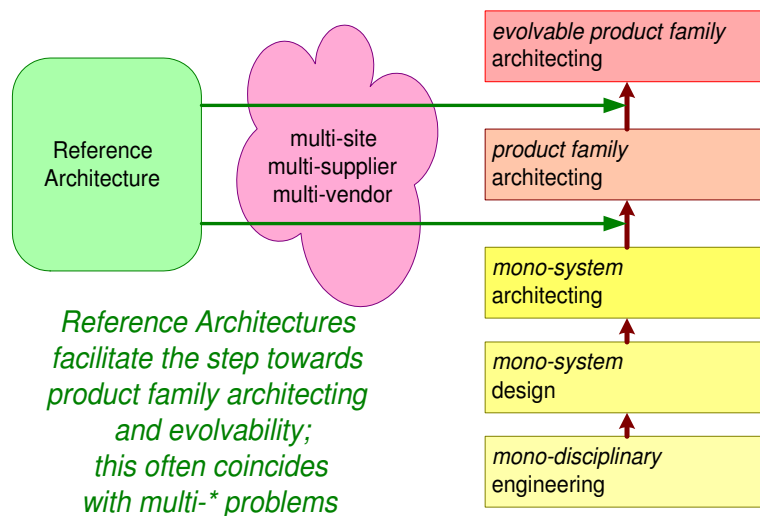 evolvable product family
architecting
Reference
Architecture
multi-site
multi-supplier
multi-vendor
product family
architecting
mono-system
architecting
Reference Architectures
facilitate the step towards
product family architecting
and evolvability;
this often coincides
with multi-* problems
mono-system
design
mono-disciplinary
engineering